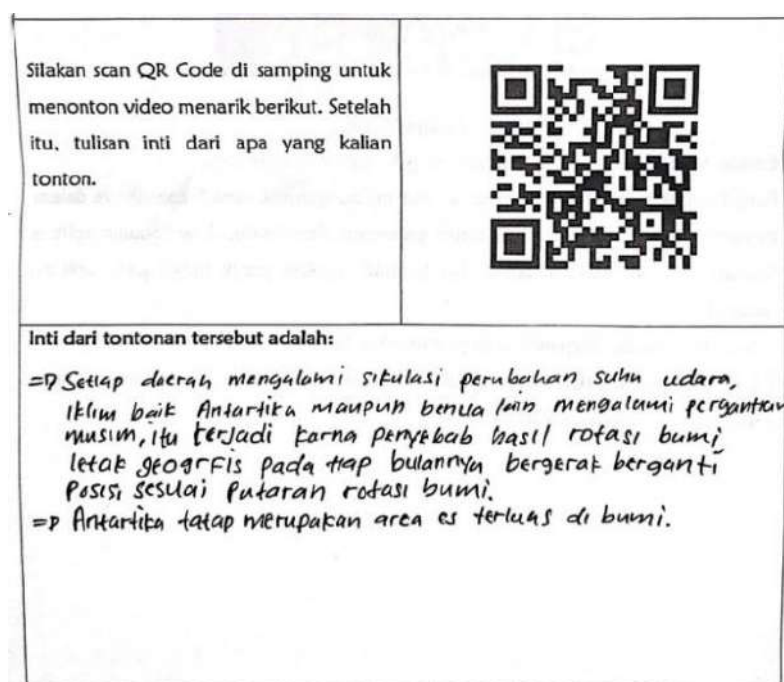 Silakan scan QR Code di samping untuk
menonton video menarik berikut. Setelah
itu, tulisan inti dari apa yang kalian
tonton.
Inti dari tontonan tersebut adalah:
=D Setiap daerah mengalami sikulasi perubahan suhu udara,
iklim baik Antartika maupun benua lain mengalami pergantian
musim, itu terjadi karna penyebab hasil rotasi bumi
letak geogrfis pada tiap bulannya bergerak berganti
posisi sesuai putaran rotasi bumi.
=D Antartika tatap merupakan area es terluas di bumi.